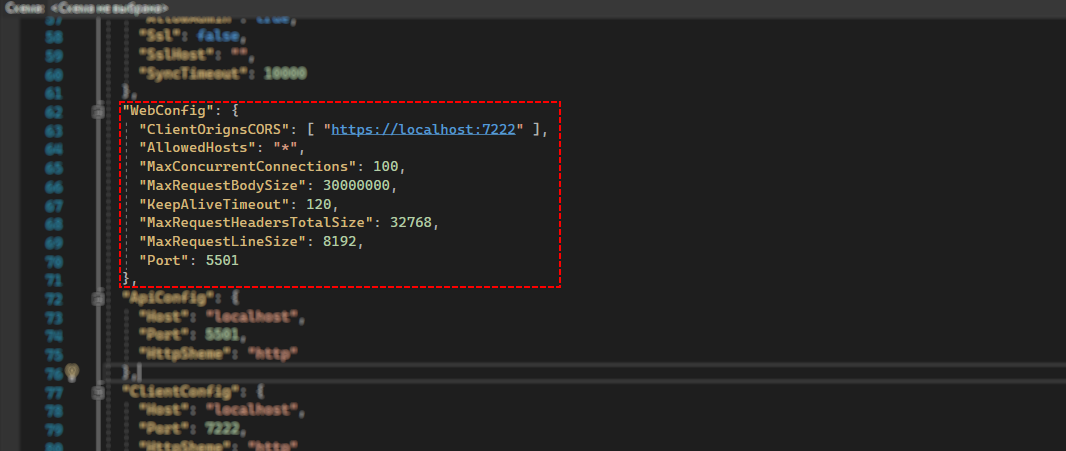 Схема: <Схема не выбрана>
57 "AllowAdmin": true,
58 "Ssl": false,
59 "SslHost": "",
60 "SyncTimeout": 10000
61 },
62 "WebConfig": {
63 "ClientOrignsCORS": [ "https://localhost:7222" ],
64 "AllowedHosts": "*",
65 "MaxConcurrentConnections": 100,
66 "MaxRequestBodySize": 30000000,
67 "KeepAliveTimeout": 120,
68 "MaxRequestHeadersTotalSize": 32768,
69 "MaxRequestLineSize": 8192,
70 "Port": 5501
71 },
72 "ApiConfig": {
73 "Host": "localhost",
74 "Port": 5501,
75 "HttpSheme": "http"
76 },
77 "ClientConfig": {
78 "Host": "localhost",
79 "Port": 7222,
80 "HttpSheme": "http"